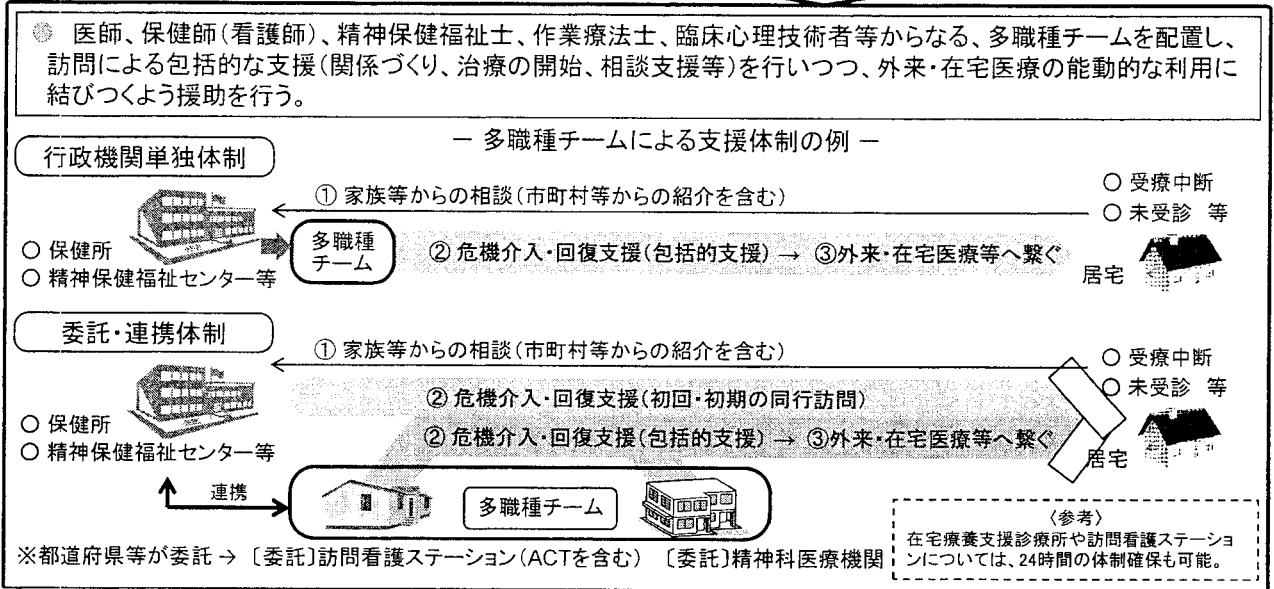 医師、保健師(看護師)、精神保健福祉士、作業療法士、臨床心理技術者等からなる、多職種チームを配置し、
訪問による包括的な支援(関係づくり、治療の開始、相談支援等)を行いつつ、外来・在宅医療の能動的な利用に
結びつくよう援助を行う。
― 多職種チームによる支援体制の例 ―
行政機関単独体制
① 家族等からの相談(市町村等からの紹介を含む)
○ 受療中断
○ 未受診 等
○ 保健所
○ 精神保健福祉センター等
多職種
チーム
② 危機介入・回復支援(包括的支援) → ③外来・在宅医療等へ繋ぐ
居宅
委託・連携体制
① 家族等からの相談(市町村等からの紹介を含む)
○ 受療中断
○ 未受診 等
② 危機介入・回復支援(初回・初期の同行訪問)
○ 保健所
○ 精神保健福祉センター等
② 危機介入・回復支援(包括的支援) → ③外来・在宅医療等へ繋ぐ
居宅
連携
多職種チーム
※都道府県等が委託→ 〔委託〕訪問看護ステーション(ACTを含む) 〔委託〕精神科医療機関
〈参考〉
在宅療養支援診療所や訪問看護ステーショ
ンについては、24時間の体制確保も可能。